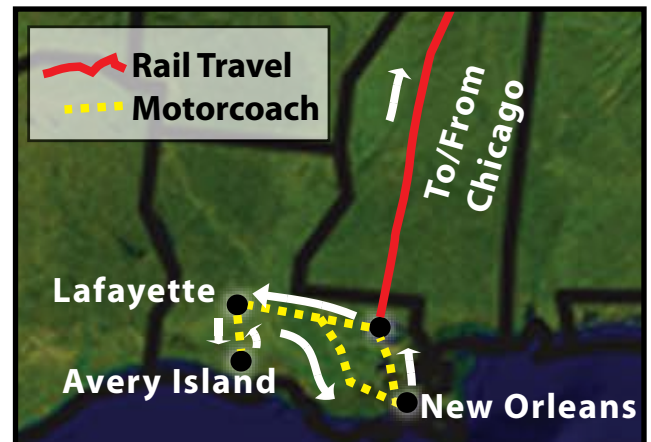 Rail Travel
Motorcoach
To/From
Chicago
Lafayette
Avery Island
New Orleans